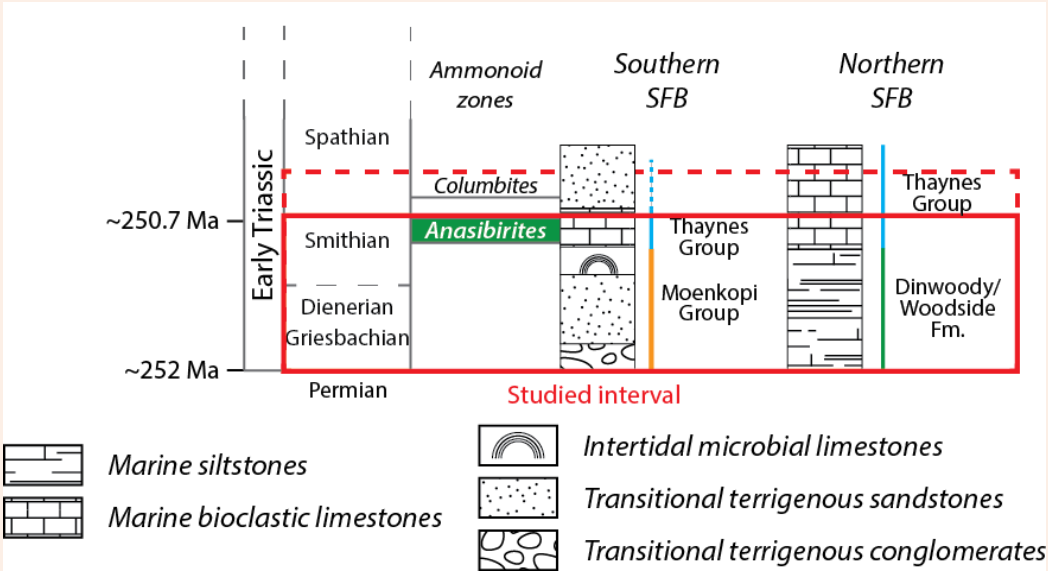 Ammonoid
zones
Southern
SFB
Northern
SFB
Early Triassic
Spathian
Columbites
Thaynes
Group
~250.7 Ma
Smithian
Anasibirites
Thaynes
Group
Dienerian
Griesbachian
Moenkopi
Group
Dinwoody/
Woodside
Fm.
~252 Ma
Permian
Studied interval
Marine siltstones
Marine bioclastic limestones
Intertidal microbial limestones
Transitional terrigenous sandstones
Transitional terrigenous conglomerates